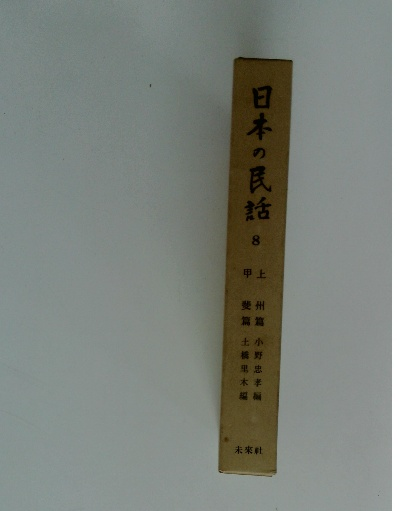 日本の民話
8
上州篇 小野忠孝編
甲斐篇 土橋里木編
未来社